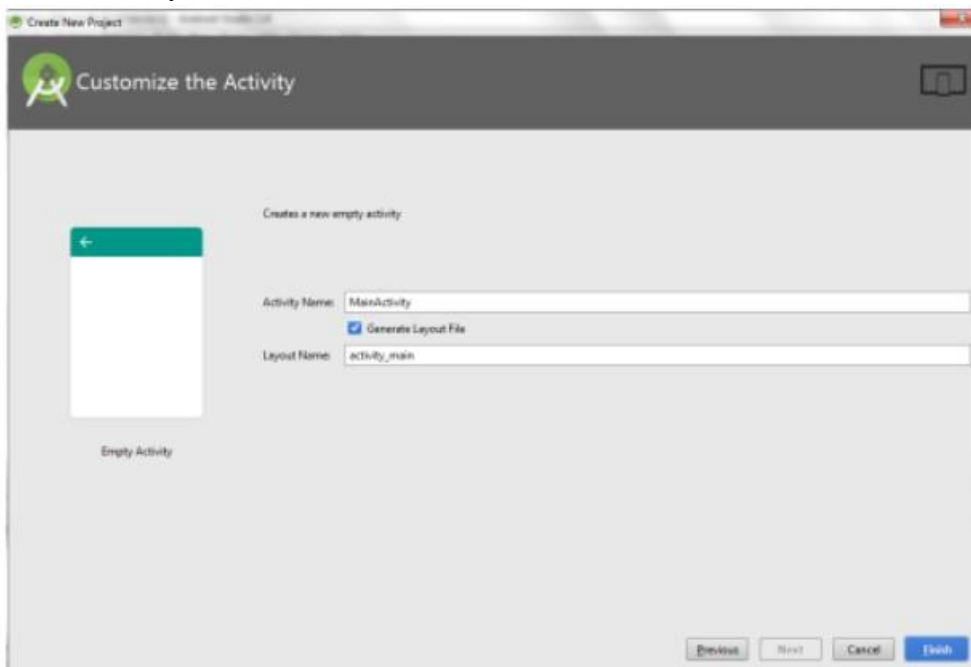 Create New Project
Customize the Activity
Creates a new empty activity
Activity Name: MainActivity
Generate Layout File
Layout Name: activity_main
Empty Activity
Previous Next Cancel Finish